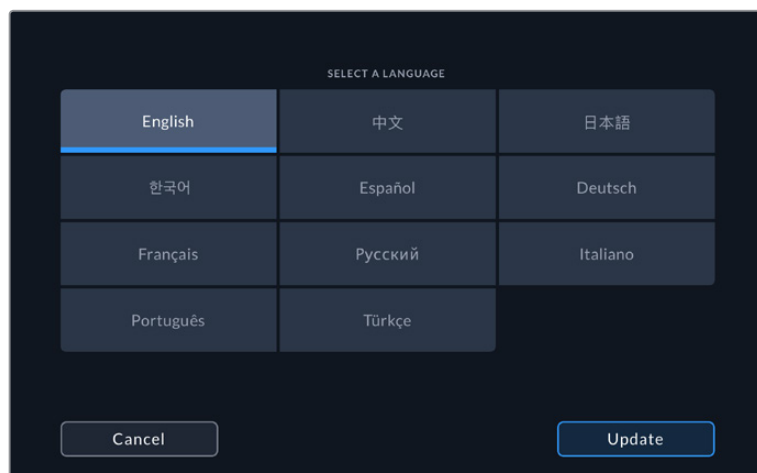 SELECT A LANGUAGE
English
中文
日本語
한국어
Español
Deutsch
Français
Русский
Italiano
Português
Türkçe
Cancel
Update